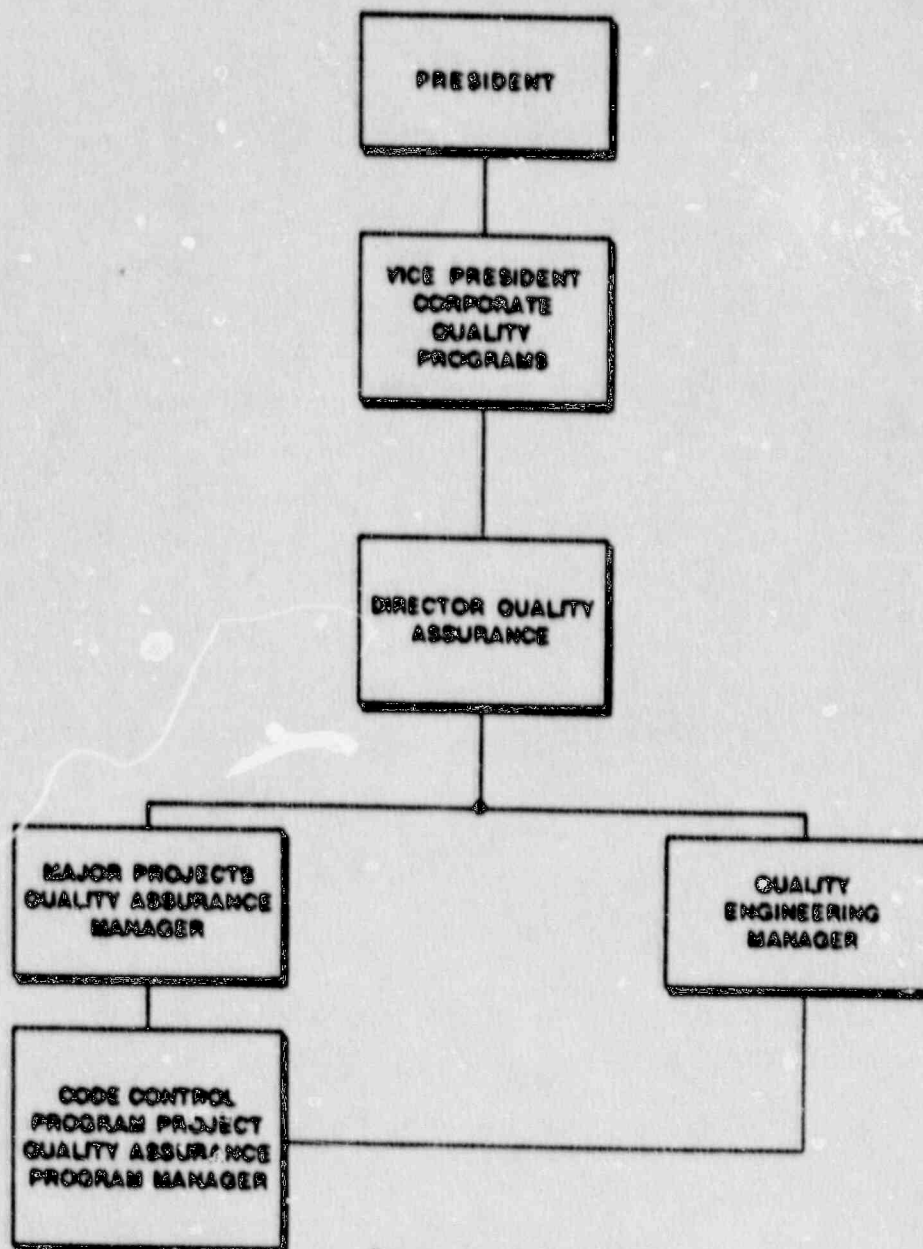 PRESIDENT
VICE PRESIDENT
CORPORATE
QUALITY
PROGRAMS
DIRECTOR QUALITY
ASSURANCE
MAJOR PROJECTS
QUALITY ASSURANCE
MANAGER
QUALITY
ENGINEERING
MANAGER
CODE CONTROL
PROGRAM PROJECT
QUALITY ASSURANCE
PROGRAM MANAGER